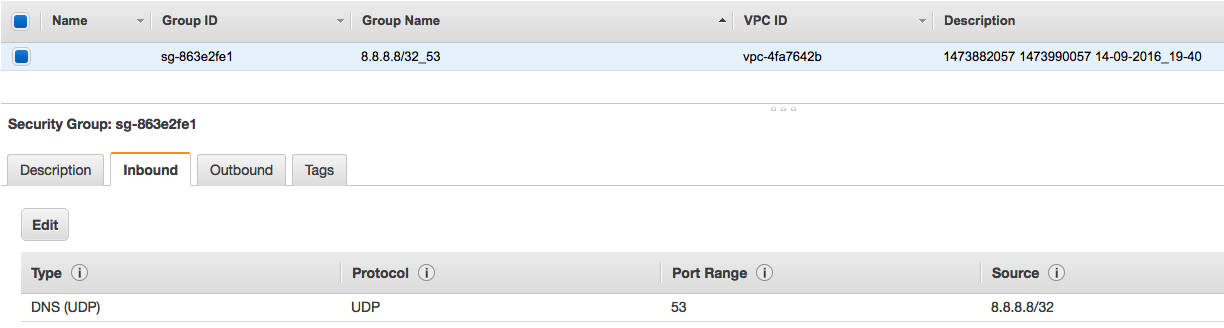 Name Group ID Group Name VPC ID Description
sg-863e2fe1 8.8.8.8/32_53 vpc-4fa7642b 1473882057 1473990057 14-09-2016_19-40
Security Group: sg-863e2fe1
Description Inbound Outbound Tags
Edit
Type i Protocol i Port Range i Source i
DNS (UDP) UDP 53 8.8.8.8/32